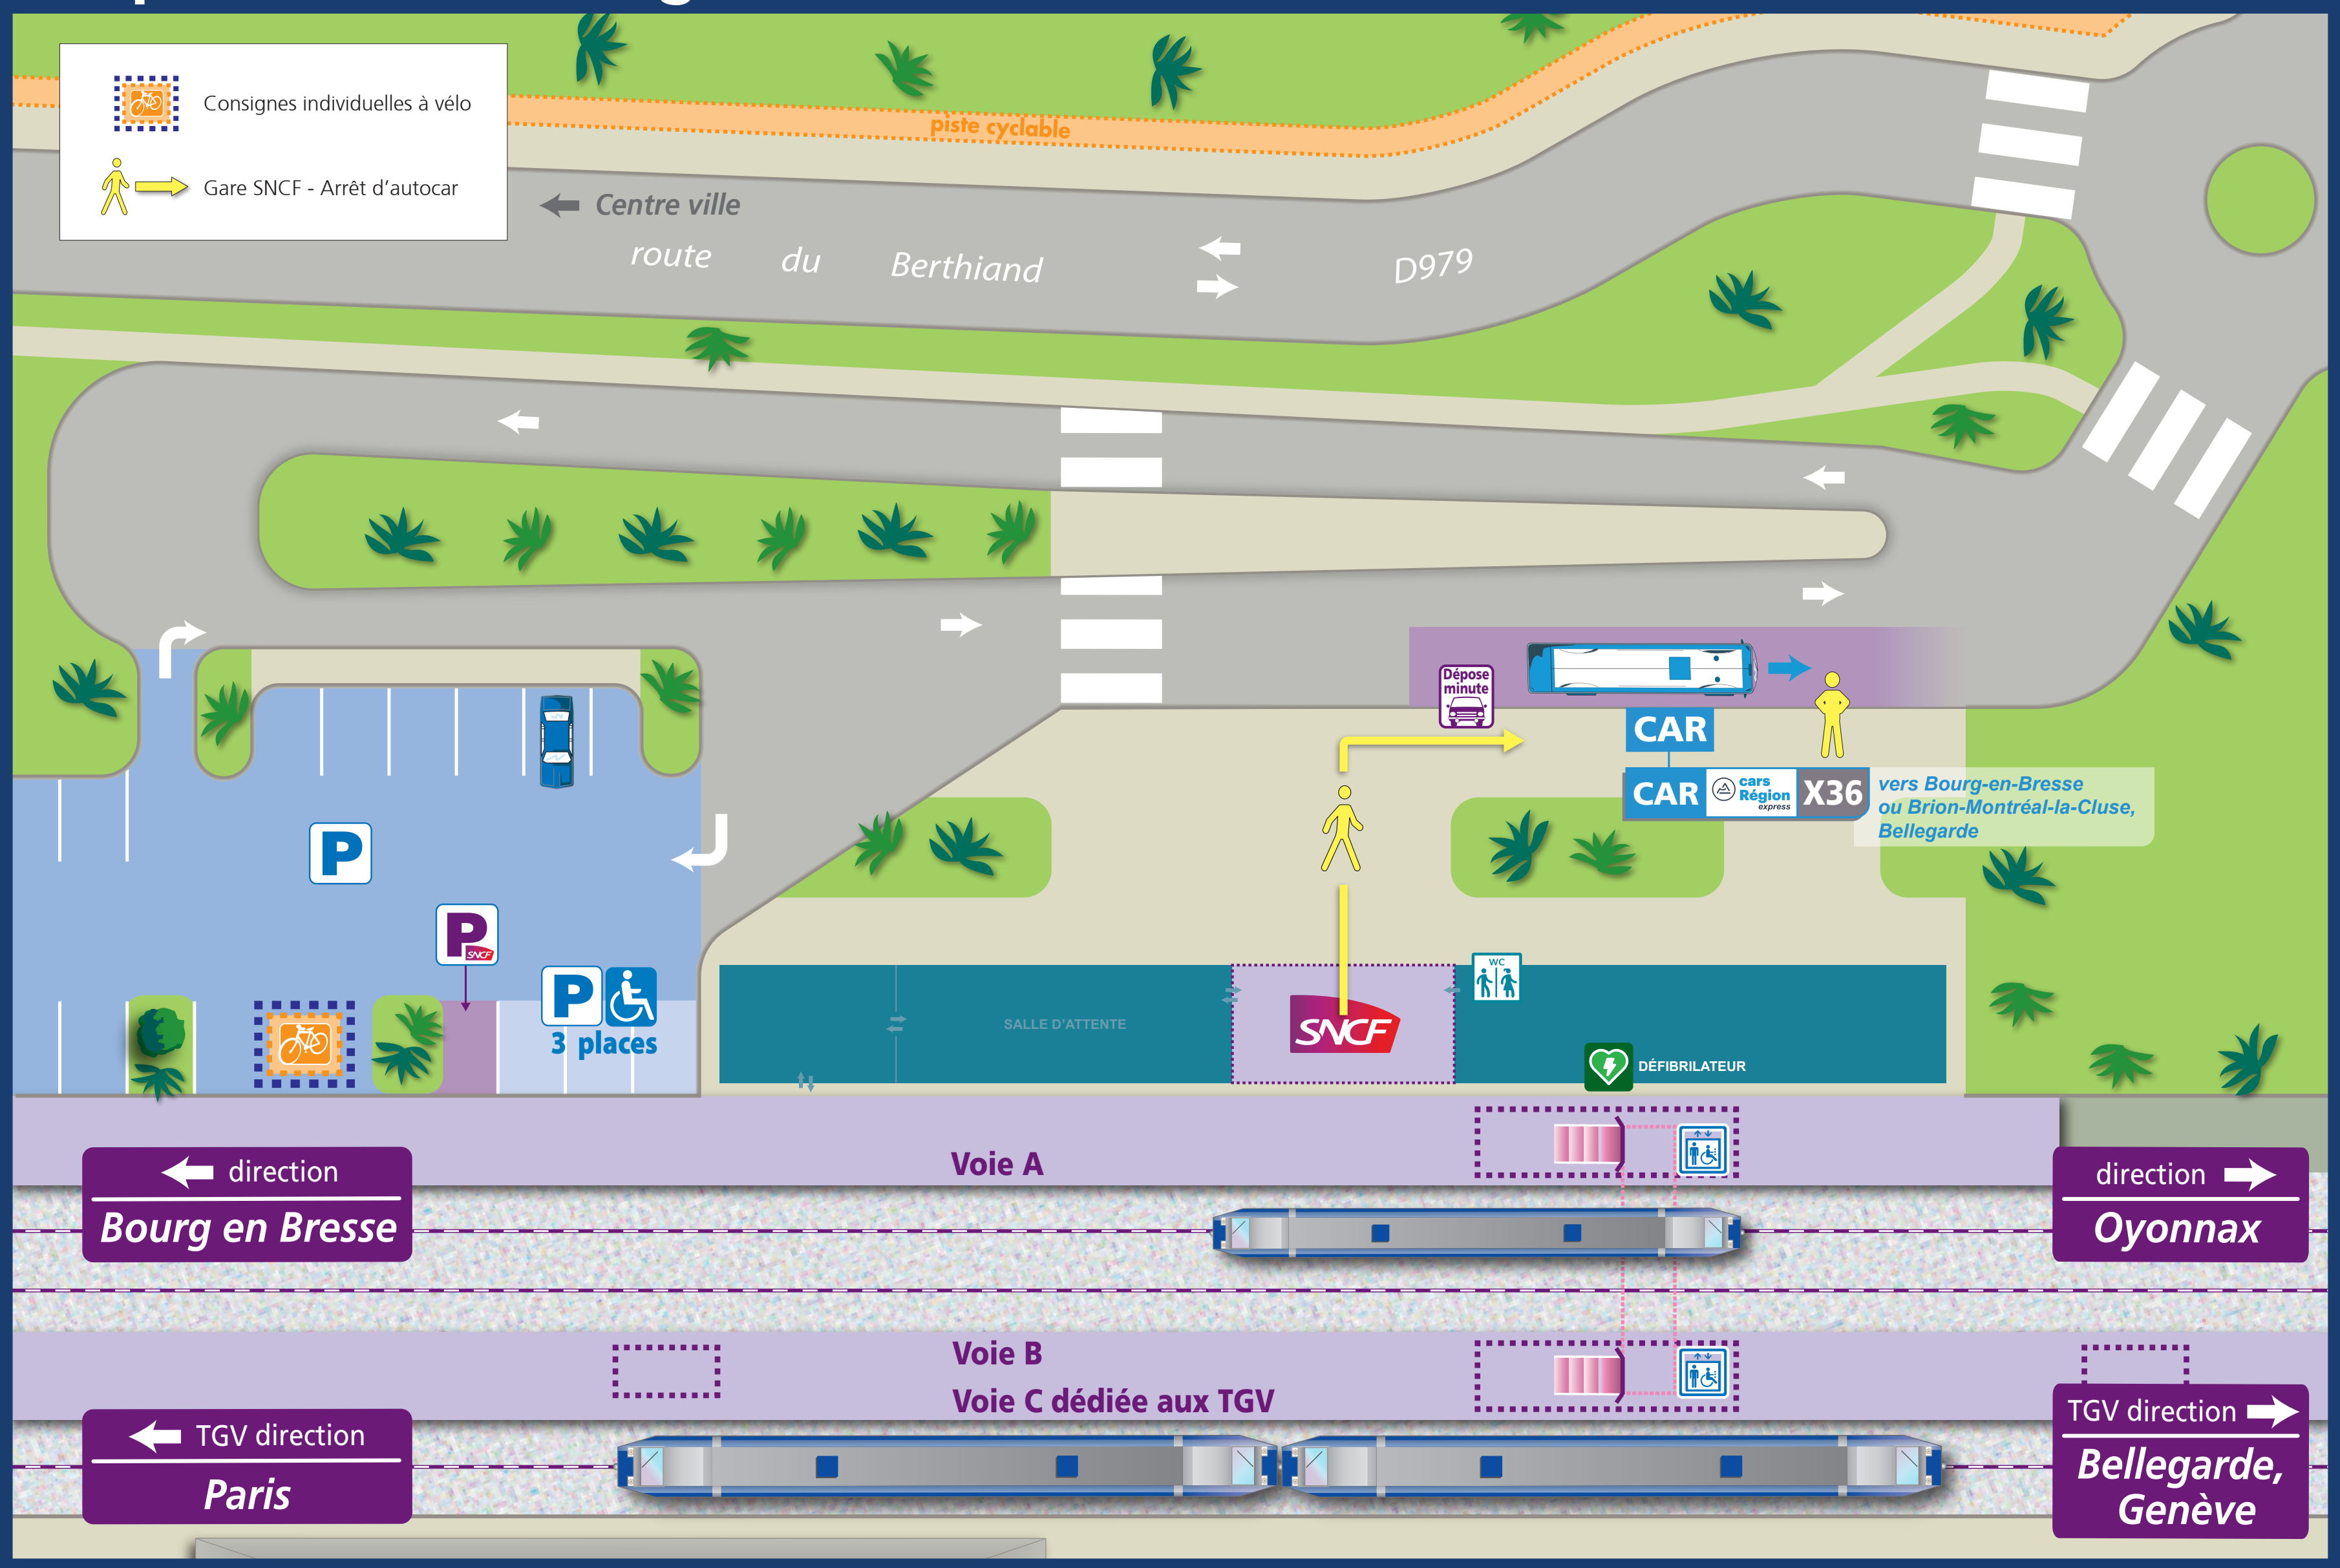 Consignes individuelles à vélo
Gare SNCF - Arrêt d'autocar
piste cyclable
Centre ville
route du Berthiand D979
Dépose
minute
CAR
CAR cars Région express X36
vers Bourg-en-Bresse
ou Brion-Montréal-la-Cluse,
Bellegarde
P
P SNCF
P
3 places
WC
SALLE D'ATTENTE
SNCF
DÉFIBRILATEUR
Voie A
direction
Bourg en Bresse
direction
Oyonnax
Voie B
Voie C dédiée aux TGV
TGV direction
Paris
TGV direction
Bellegarde,
Genève